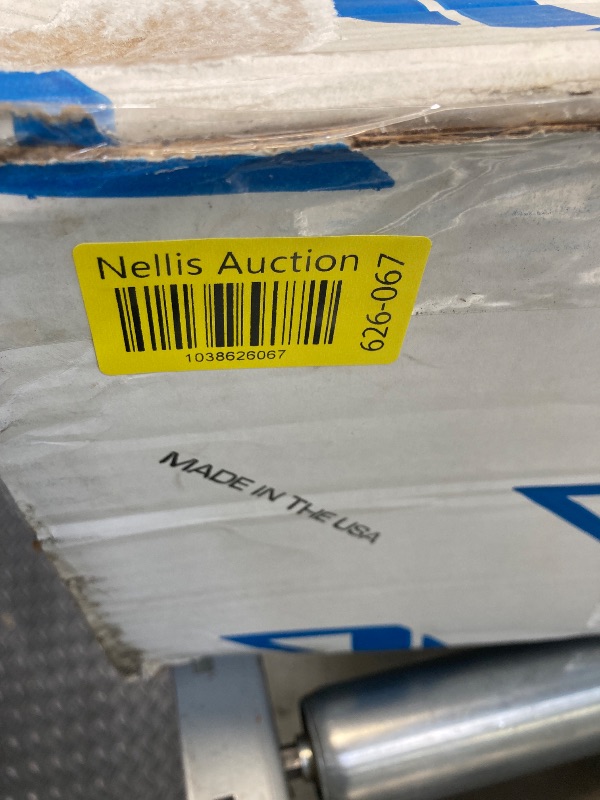 Nellis Auction
1038626067
626-067
MADE IN THE USA